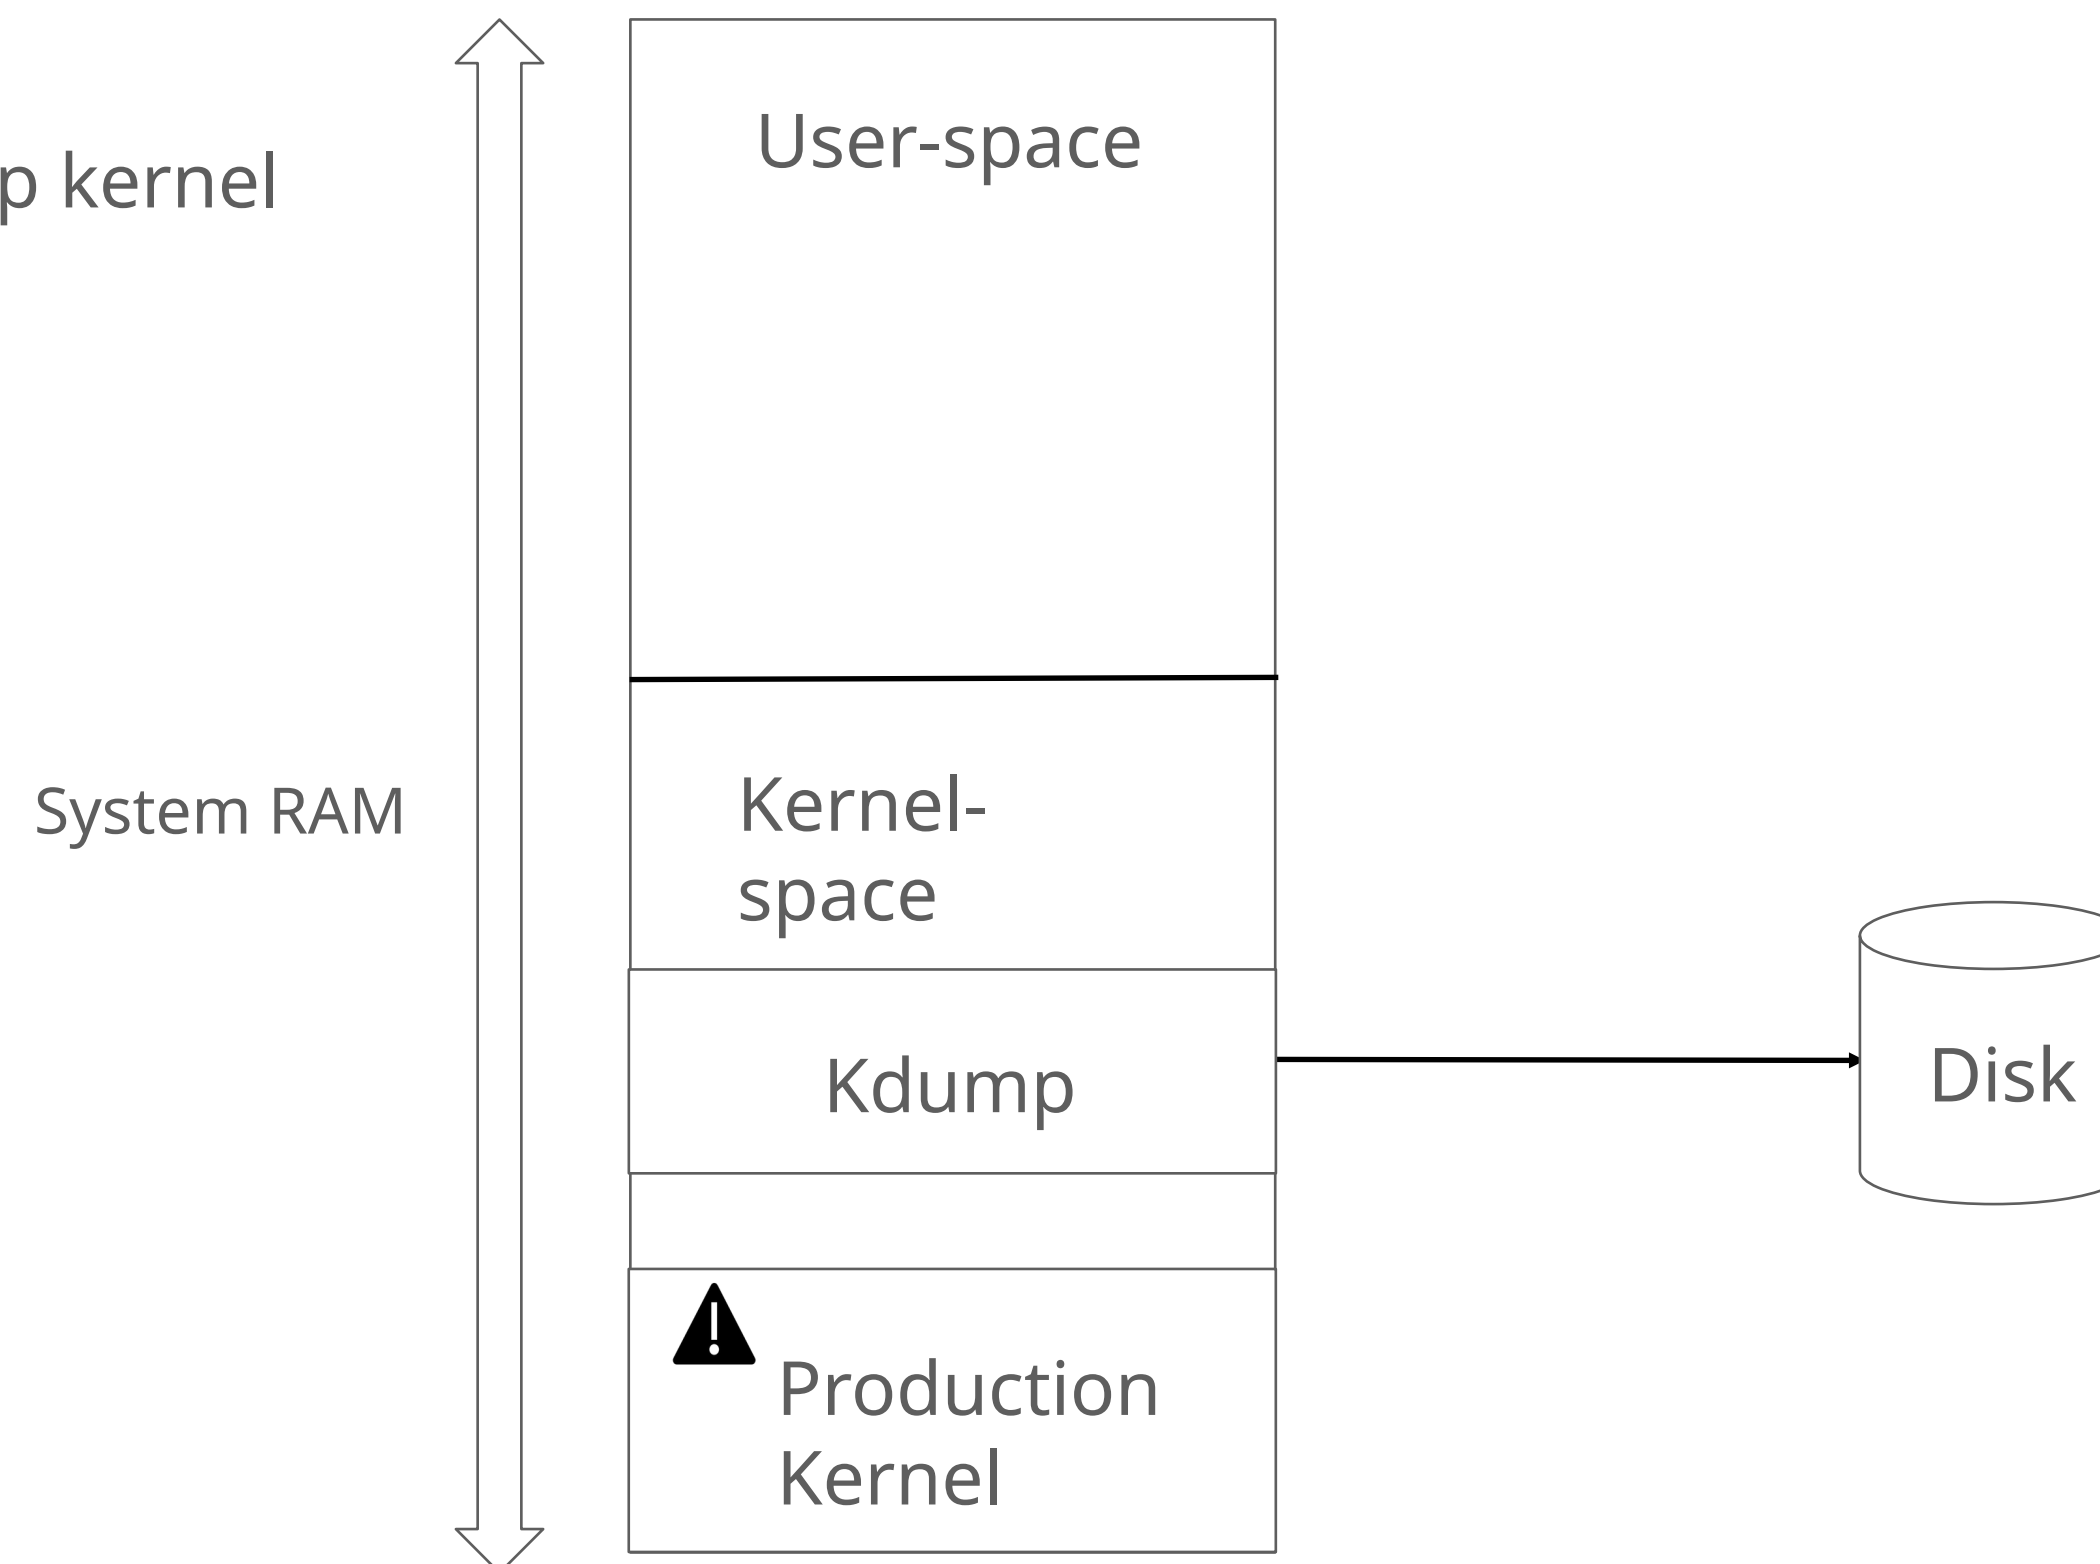 User-space
p kernel
Kernel-
space
System RAM
Kdump
Disk
Production
Kernel